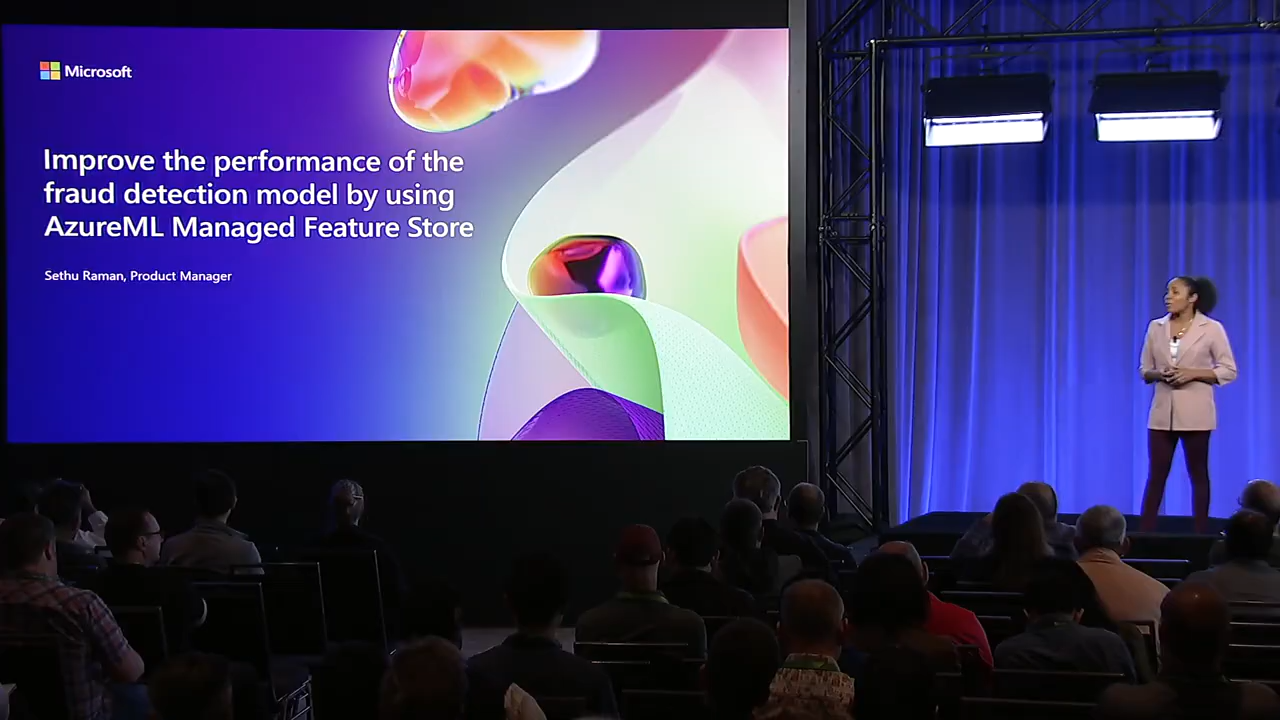 Microsoft
Improve the performance of the
fraud detection model by using
AzureML Managed Feature Store
Sethu Raman, Product Manager